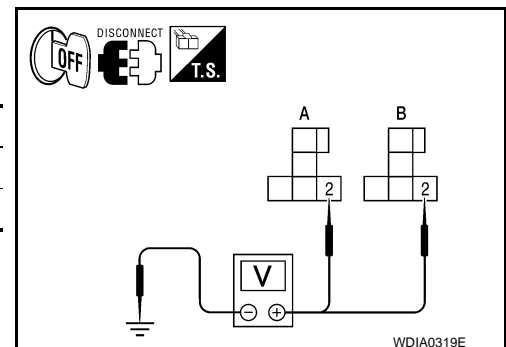 DISCONNECT
OFF
T.S.
A B
2 2
V
- +
WDIA0319E